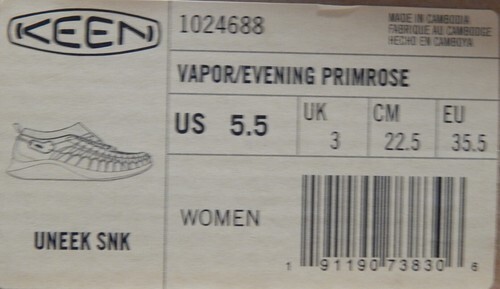 KEEN
1024688
MADE IN CAMBODIA
FABRIQUE AU CAMBODGE
HECHO EN CAMBOYA
VAPOR/EVENING PRIMROSE
US 5.5
UK
3
CM
22.5
EU
35.5
UNEEK SNK
WOMEN
1 91190 73830 6